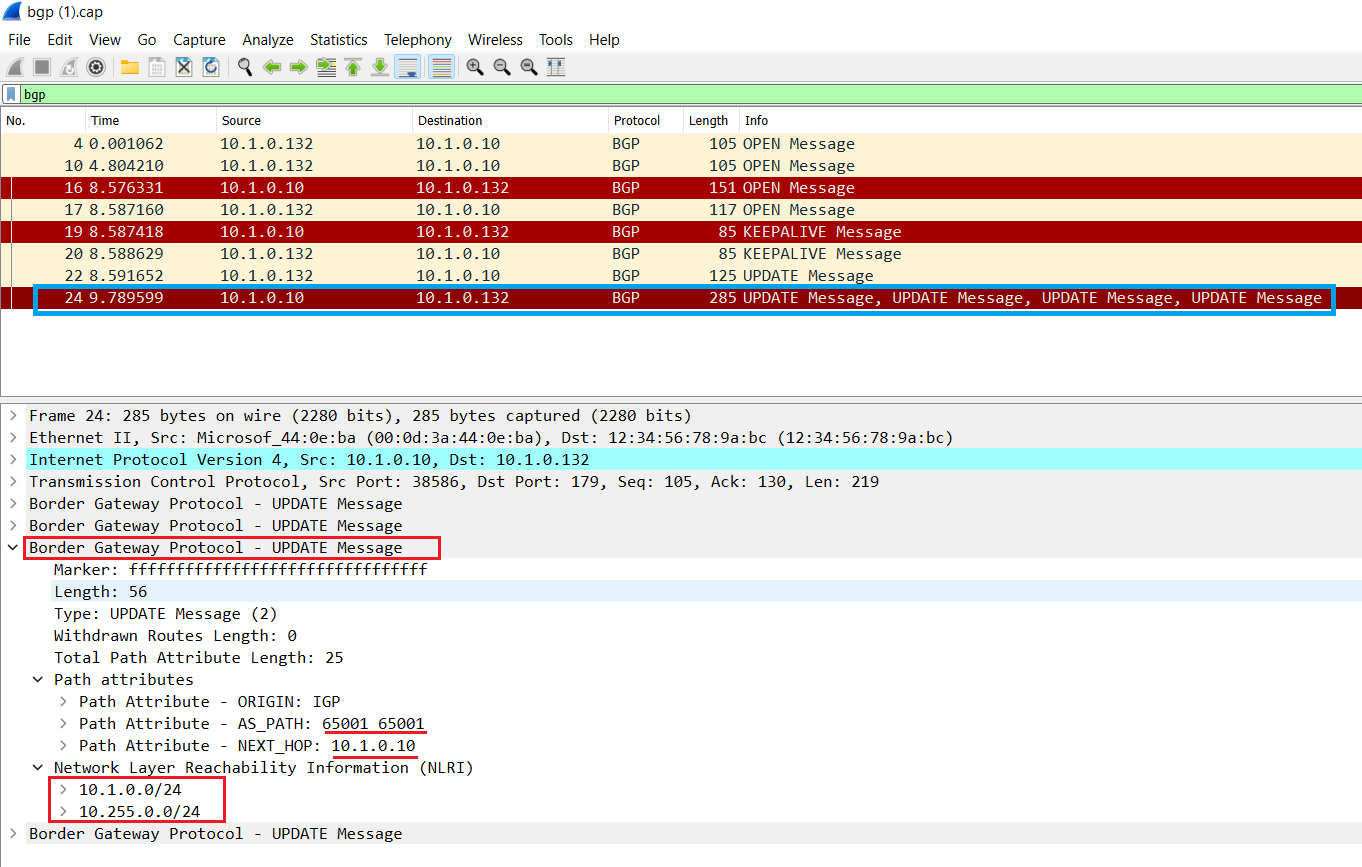 bgp (1).cap
File Edit View Go Capture Analyze Statistics Telephony Wireless Tools Help
bgp
No. Time Source Destination Protocol Length Info
4 0.001062 10.1.0.132 10.1.0.10 BGP 105 OPEN Message
10 4.804210 10.1.0.132 10.1.0.10 BGP 105 OPEN Message
16 8.576331 10.1.0.10 10.1.0.132 BGP 151 OPEN Message
17 8.587160 10.1.0.132 10.1.0.10 BGP 117 OPEN Message
19 8.587418 10.1.0.10 10.1.0.132 BGP 85 KEEPALIVE Message
20 8.588629 10.1.0.132 10.1.0.10 BGP 85 KEEPALIVE Message
22 8.591652 10.1.0.132 10.1.0.10 BGP 125 UPDATE Message
24 9.789599 10.1.0.10 10.1.0.132 BGP 285 UPDATE Message, UPDATE Message, UPDATE Message, UPDATE Message
Frame 24: 285 bytes on wire (2280 bits), 285 bytes captured (2280 bits)
Ethernet II, Src: Microsof_44:0e:ba (00:0d:3a:44:0e:ba), Dst: 12:34:56:78:9a:bc (12:34:56:78:9a:bc)
Internet Protocol Version 4, Src: 10.1.0.10, Dst: 10.1.0.132
Transmission Control Protocol, Src Port: 38586, Dst Port: 179, Seq: 105, Ack: 130, Len: 219
Border Gateway Protocol - UPDATE Message
Border Gateway Protocol - UPDATE Message
Border Gateway Protocol - UPDATE Message
Marker: ffffffffffffffffffffffffffffffff
Length: 56
Type: UPDATE Message (2)
Withdrawn Routes Length: 0
Total Path Attribute Length: 25
Path attributes
Path Attribute - ORIGIN: IGP
Path Attribute - AS_PATH: 65001 65001
Path Attribute - NEXT_HOP: 10.1.0.10
Network Layer Reachability Information (NLRI)
10.1.0.0/24
10.255.0.0/24
Border Gateway Protocol - UPDATE Message